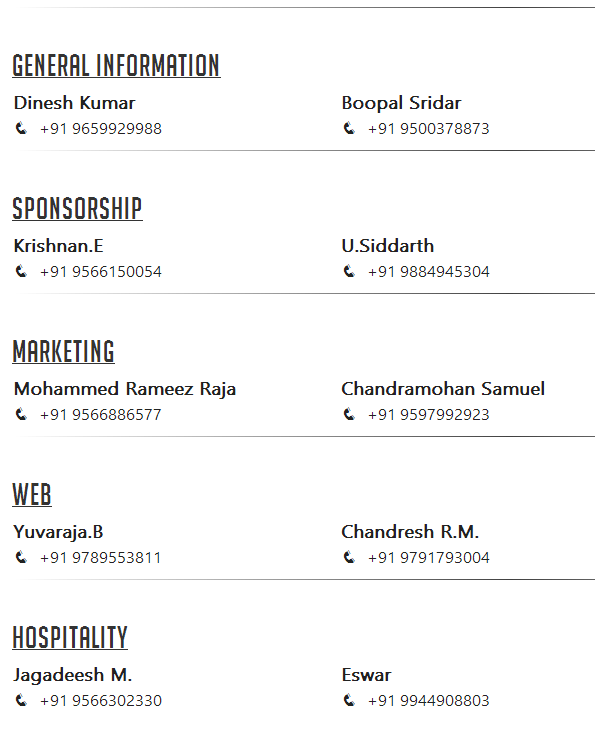 GENERAL INFORMATION
Dinesh Kumar Boopal Sridar
+91 9659929988 +91 9500378873
SPONSORSHIP
Krishnan.E U.Siddarth
+91 9566150054 +91 9884945304
MARKETING
Mohammed Rameez Raja Chandramohan Samuel
+91 9566886577 +91 9597992923
WEB
Yuvaraja.B Chandresh R.M.
+91 9789553811 +91 9791793004
HOSPITALITY
Jagadeesh M. Eswar
+91 9566302330 +91 9944908803